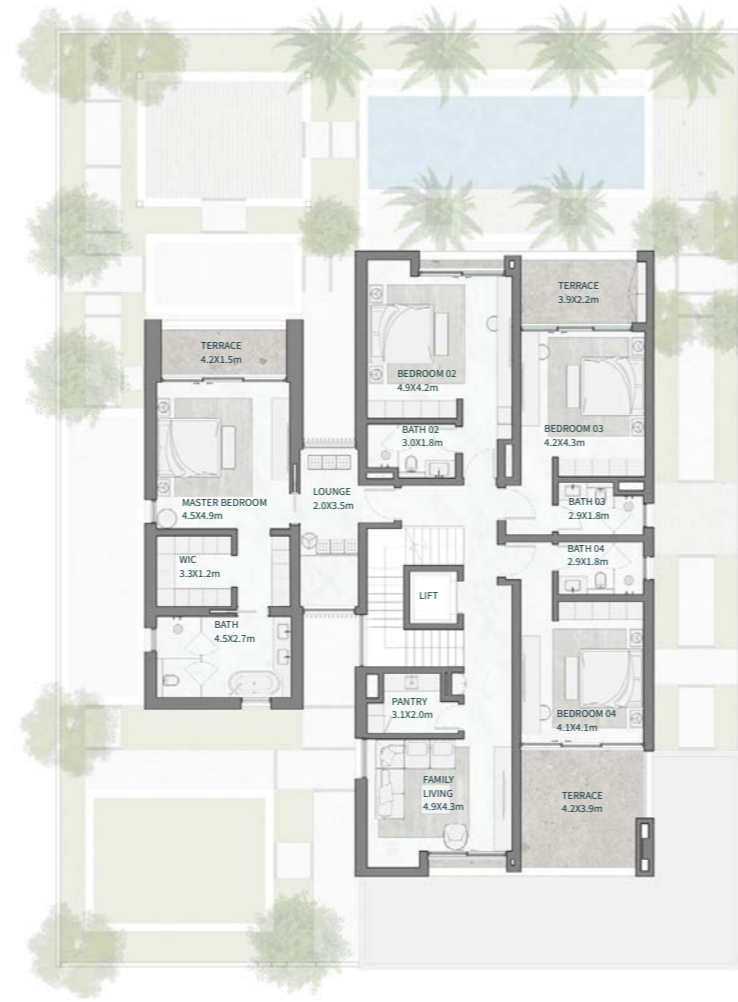 TERRACE
3.9X2.2m
TERRACE
4.2X1.5m
BEDROOM 02
4.9X4.2m
BATH 02
3.0X1.8m
BEDROOM 03
4.2X4.3m
MASTER BEDROOM
4.5X4.9m
LOUNGE
2.0X3.5m
BATH 03
2.9X1.8m
WIC
3.3X1.2m
BATH 04
2.9X1.8m
LIFT
BATH
4.5X2.7m
PANTRY
3.1X2.0m
BEDROOM 04
4.1X4.1m
FAMILY
LIVING
4.9X4.3m
TERRACE
4.2X3.9m